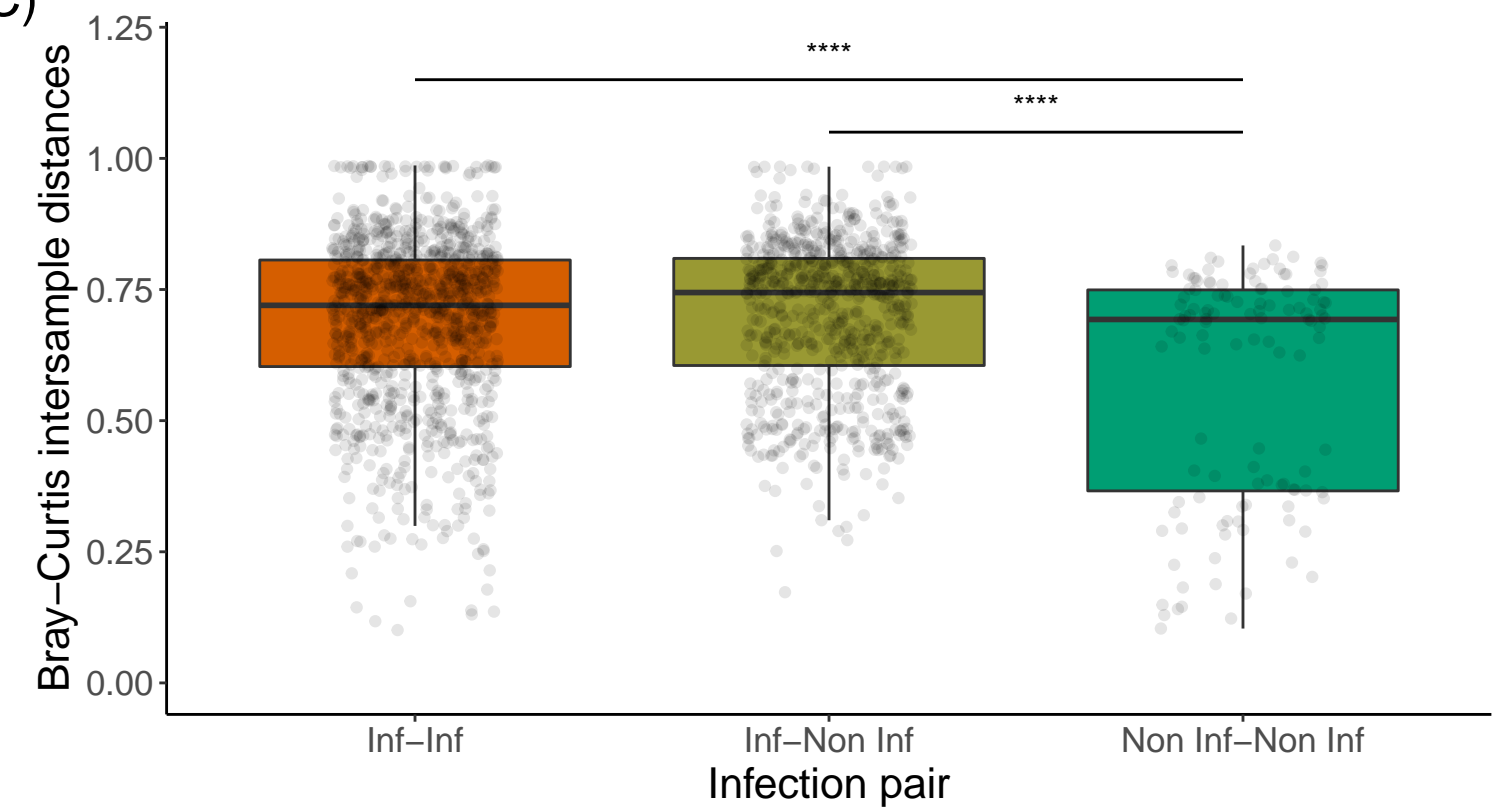 C)
Bray−Curtis intersample distances
1.25
1.00
0.75
0.50
0.25
0.00
****
****
Inf−Inf
Inf−Non Inf
Non Inf−Non Inf
Infection pair